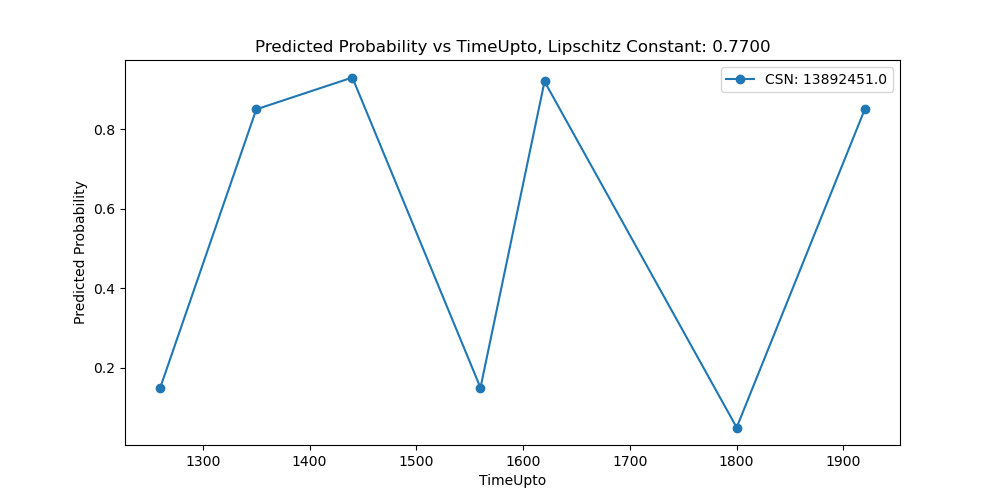 Predicted Probability vs TimeUpto, Lipschitz Constant: 0.7700
CSN: 13892451.0
Predicted Probability
0.8
0.6
0.4
0.2
1300 1400 1500 1600 1700 1800 1900
TimeUpto